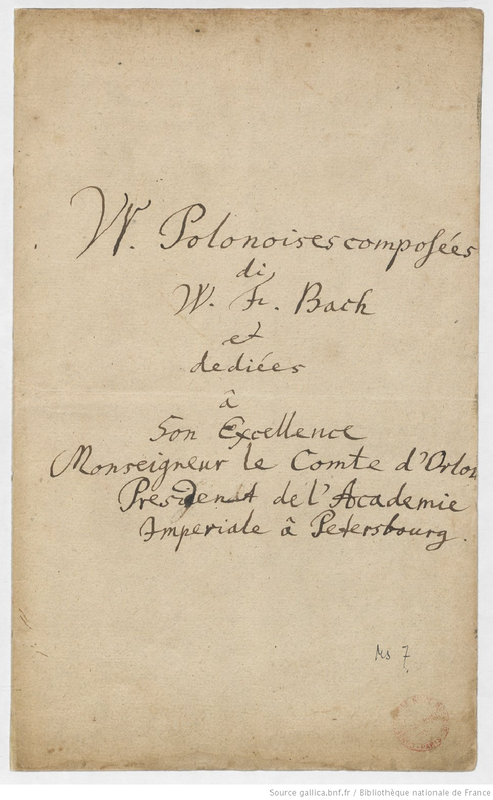 VI. Polonoises composées
di
W. Fr. Bach
et
dediées
â
Son Excellence
Monseigneur le Comte d'Orlow
President de l'Academie
Imperiale â Petersbourg.
Ms 7
Source gallica.bnf.fr / Bibliothèque nationale de France